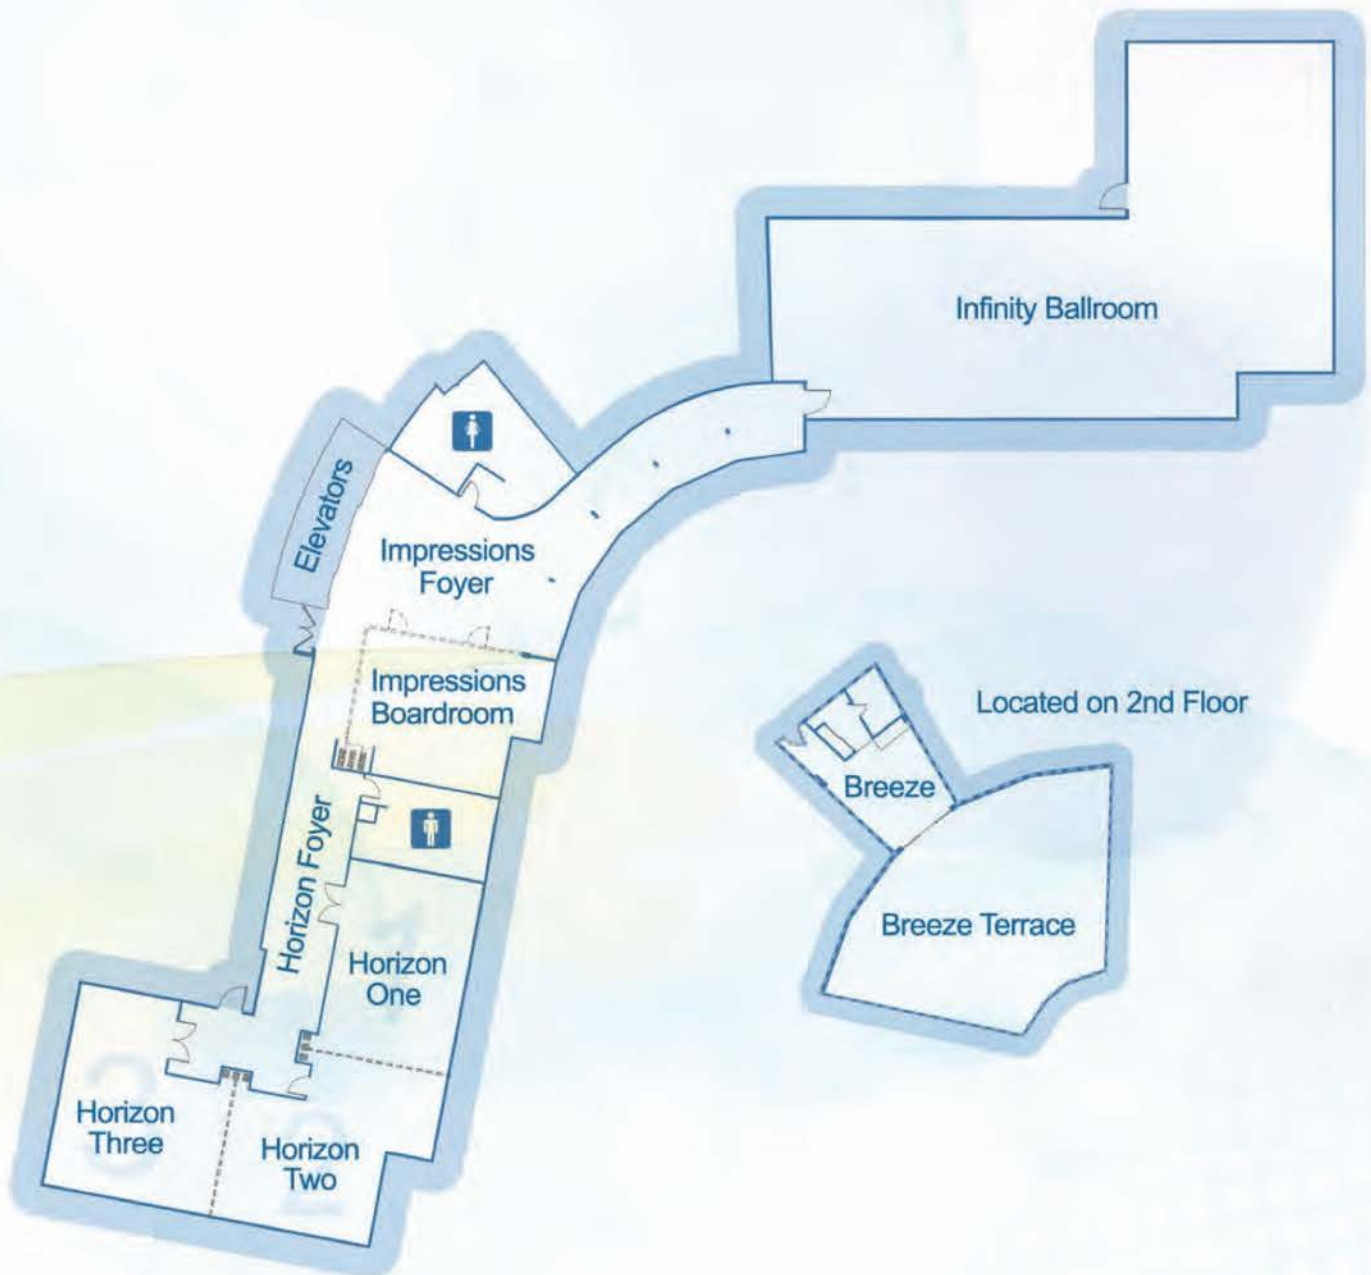 Infinity Ballroom
Elevators
Impressions
Foyer
Impressions
Boardroom
Located on 2nd Floor
Breeze
Horizon Foyer
Breeze Terrace
Horizon
One
Horizon
Three
Horizon
Two